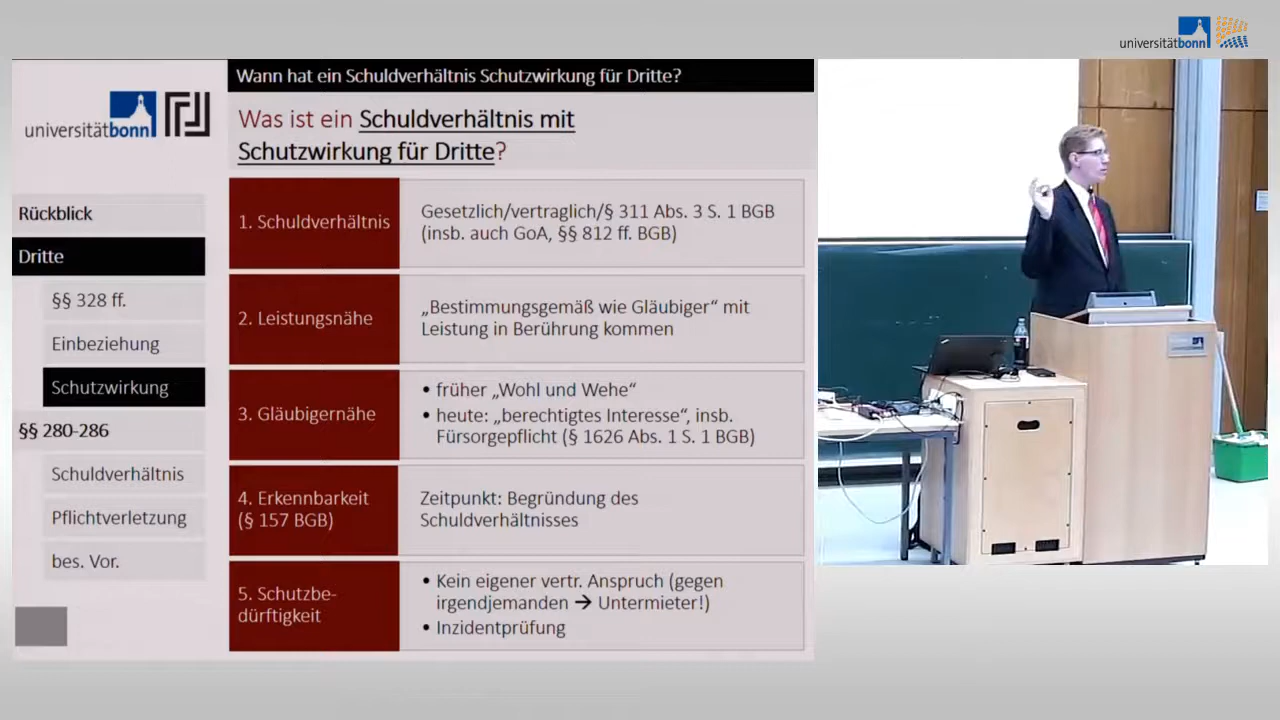 universitätbonn
Wann hat ein Schuldverhältnis Schutzwirkung für Dritte?
universitätbonn
Was ist ein Schuldverhältnis mit
Schutzwirkung für Dritte?
Rückblick
Dritte
§§ 328 ff.
Einbeziehung
Schutzwirkung
§§ 280-286
Schuldverhältnis
Pflichtverletzung
bes. Vor.
1. Schuldverhältnis
Gesetzlich/vertraglich/§ 311 Abs. 3 S. 1 BGB
(insb. auch GoA, §§ 812 ff. BGB)
2. Leistungsnähe
„Bestimmungsgemäß wie Gläubiger“ mit
Leistung in Berührung kommen
3. Gläubigernähe
• früher „Wohl und Wehe“
• heute: „berechtigtes Interesse“, insb.
Fürsorgepflicht (§ 1626 Abs. 1 S. 1 BGB)
4. Erkennbarkeit
(§ 157 BGB)
Zeitpunkt: Begründung des
Schuldverhältnisses
5. Schutzbe-
dürftigkeit
• Kein eigener vertr. Anspruch (gegen
irgendjemanden → Untermieter!)
• Inzidentprüfung